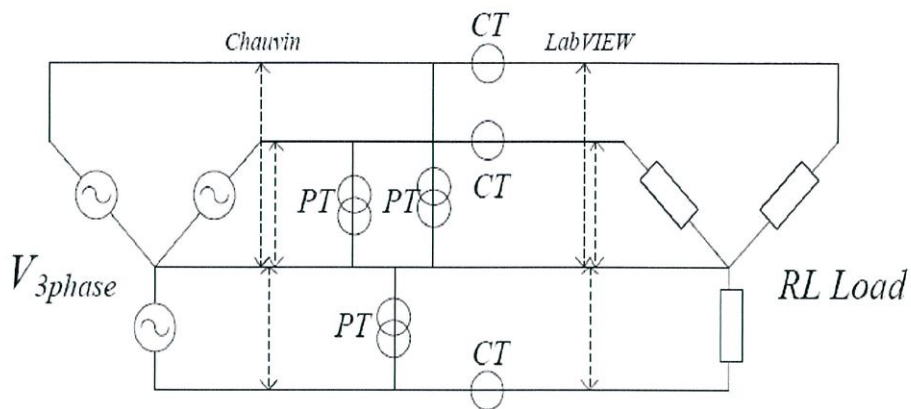 CT
Chauvin
LabVIEW
CT
PT
PT
V3phase
RL Load
PT
CT